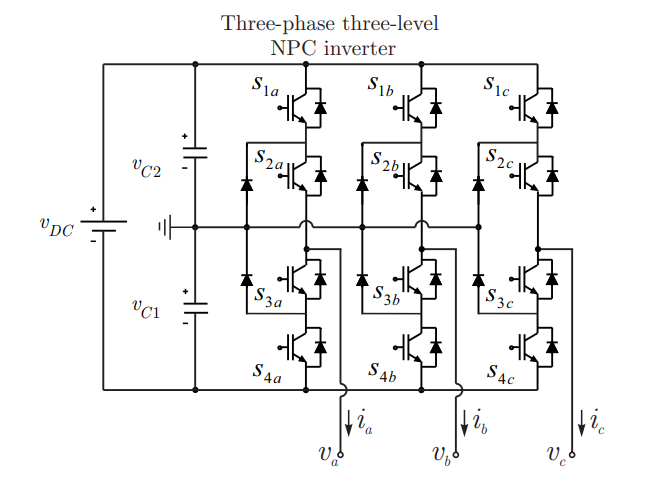 Three-phase three-level
NPC inverter
S1a
S1b
S1c
+
vC2
-
S2a
S2b
S2c
+
vDC
-
+
vC1
-
S3a
S3b
S3c
S4a
S4b
S4c
ia
ib
ic
va
vb
vc